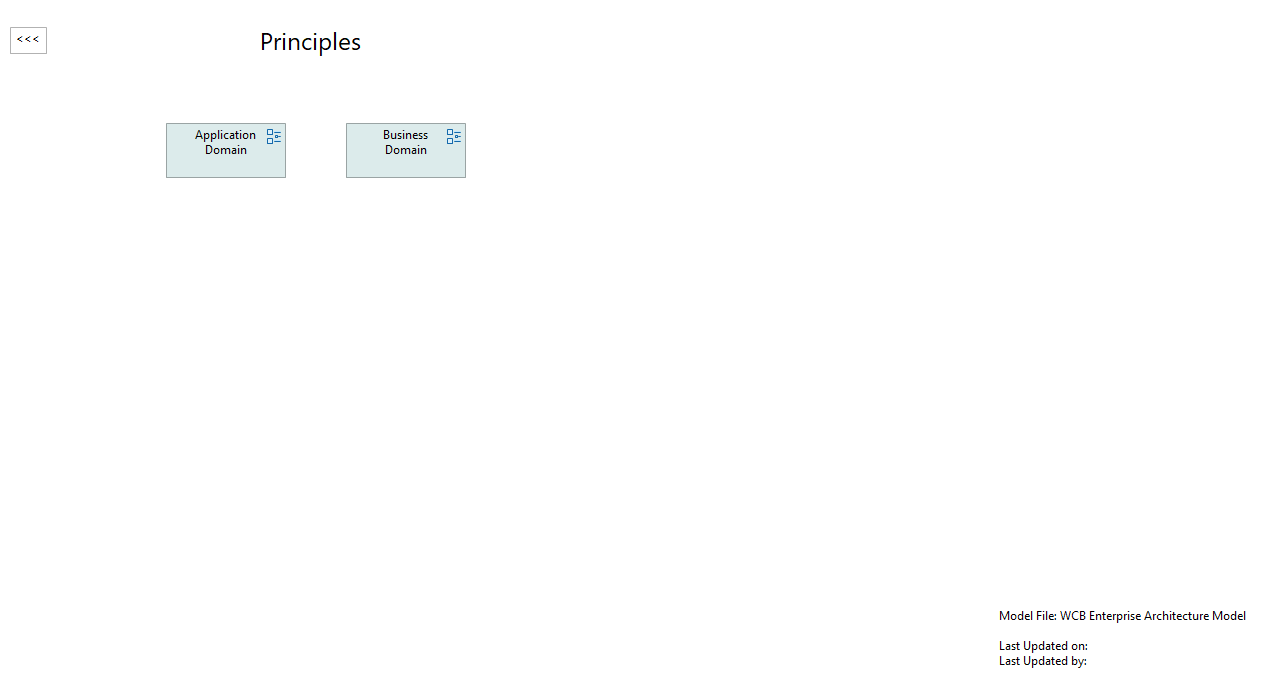 <<<
Principles
Application
Domain
Business
Domain
Model File: WCB Enterprise Architecture Model
Last Updated on:
Last Updated by: